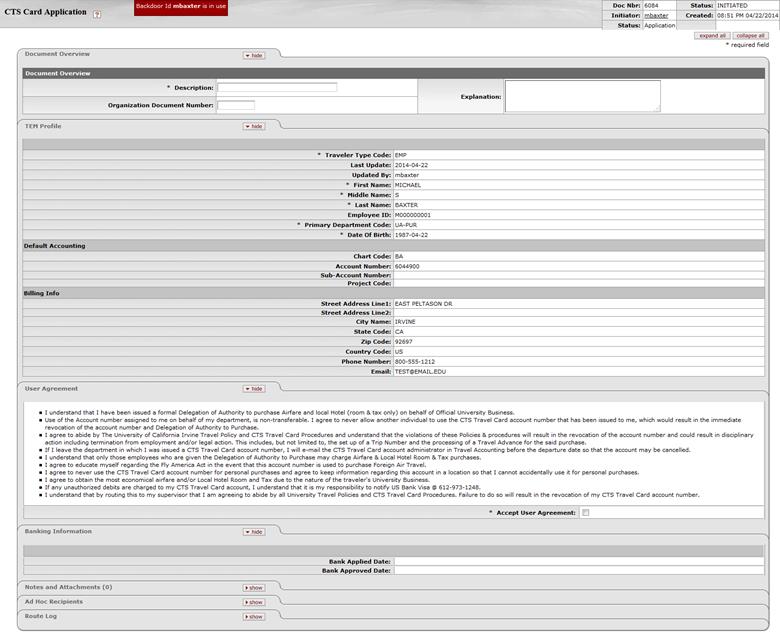 CTS Card Application ?
Backdoor Id mbaxter is in use
Doc Nbr: 6084 Status: INITIATED
Initiator: mbaxter Created: 08:51 PM 04/22/2014
Status: Application
expand all collapse all
* required field
Document Overview hide
Document Overview
* Description: Explanation:
Organization Document Number:
TEM Profile hide
* Traveler Type Code: EMP
Last Update: 2014-04-22
Updated By: mbaxter
* First Name: MICHAEL
* Middle Name: S
* Last Name: BAXTER
Employee ID: M000000001
* Primary Department Code: UA-PUR
* Date Of Birth: 1987-04-22
Default Accounting
Chart Code: BA
Account Number: 6044900
Sub-Account Number:
Project Code:
Billing Info
Street Address Line1: EAST PELTASON DR
Street Address Line2:
City Name: IRVINE
State Code: CA
Zip Code: 92697
Country Code: US
Phone Number: 800-555-1212
Email: TEST@EMAIL.EDU
User Agreement hide
I understand that I have been issued a formal Delegation of Authority to purchase Airfare and local Hotel (room & tax only) on behalf of Official University Business.
Use of the Account number assigned to me on behalf of my department, is non-transferable. I agree to never allow another individual to use the CTS Travel Card account number that has been issued to me, which would result in the immediate
revocation of the account number and Delegation of Authority to Purchase.
I agree to abide by The University of California Irvine Travel Policy and CTS Travel Card Procedures and understand that the violations of these Policies & procedures will result in the revocation of the account number and could result in disciplinary
action including termination from employment and/or legal action. This includes, but not limited to, the set up of a Trip Number and the processing of a Travel Advance for the said purchase.
If I leave the department in which I was issued a CTS Travel Card account number, I will e-mail the CTS Travel Card account administrator in Travel Accounting before the departure date so that the account may be cancelled.
I understand that only those employees who are given the Delegation of Authority to Purchase may charge Airfare & Local Hotel Room & Tax purchases.
I agree to educate myself regarding the Fly America Act in the event that this account number is used to purchase Foreign Air Travel.
I agree to never use the CTS Travel Card account number for personal purchases and agree to keep information regarding this account in a location so that I cannot accidentally use it for personal purchases.
I agree to obtain the most economical airfare and/or Local Hotel Room and Tax due to the nature of the traveler's University Business.
If any unauthorized debits are charged to my CTS Travel Card account, I understand that it is my responsibility to notify US Bank Visa @ 612-973-1248.
I understand that by routing this to my supervisor that I am agreeing to abide by all University Travel Policies and CTS Travel Card Procedures. Failure to do so will result in the revocation of my CTS Travel Card account number.
* Accept User Agreement:
Banking Information hide
Bank Applied Date:
Bank Approved Date:
Notes and Attachments (0) show
Ad Hoc Recipients show
Route Log show